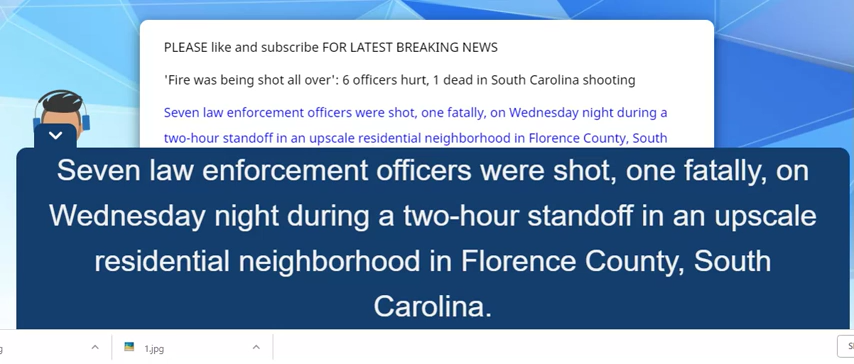 PLEASE like and subscribe FOR LATEST BREAKING NEWS
'Fire was being shot all over': 6 officers hurt, 1 dead in South Carolina shooting
Seven law enforcement officers were shot, one fatally, on Wednesday night during a
two-hour standoff in an upscale residential neighborhood in Florence County, South
Seven law enforcement officers were shot, one fatally, on
Wednesday night during a two-hour standoff in an upscale
residential neighborhood in Florence County, South
Carolina.
1.jpg